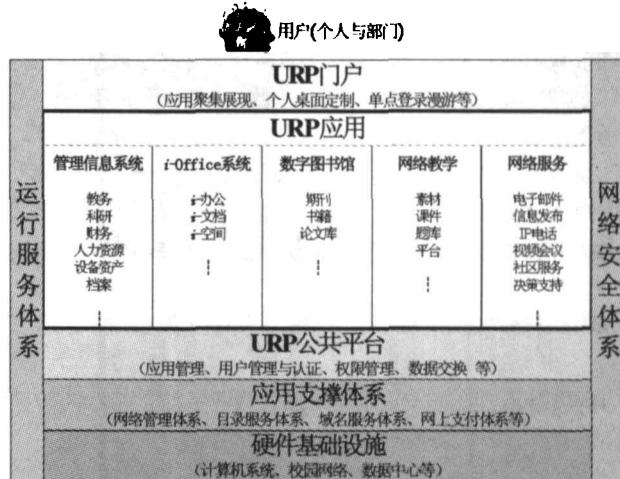 用户(个人与部门)
URP门户
(应用聚集展现、个人桌面定制、单点登录漫游等)
URP应用
管理信息系统
教务
科研
财务
人力资源
设备资产
档案
i-Office系统
i-办公
i-文档
i-空间
数字图书馆
期刊
书籍
论文库
网络教学
素材
课件
题库
平台
网络服务
电子邮件
信息发布
IP电话
视频会议
社区服务
决策支持
URP公共平台
(应用管理、用户管理与认证、权限管理、数据交换 等)
应用支撑体系
(网络管理体系、目录服务体系、域名服务体系、网上支付体系等)
硬件基础设施
(计算机系统、校园网络、数据中心等)
运行服务体系
网络安全体系